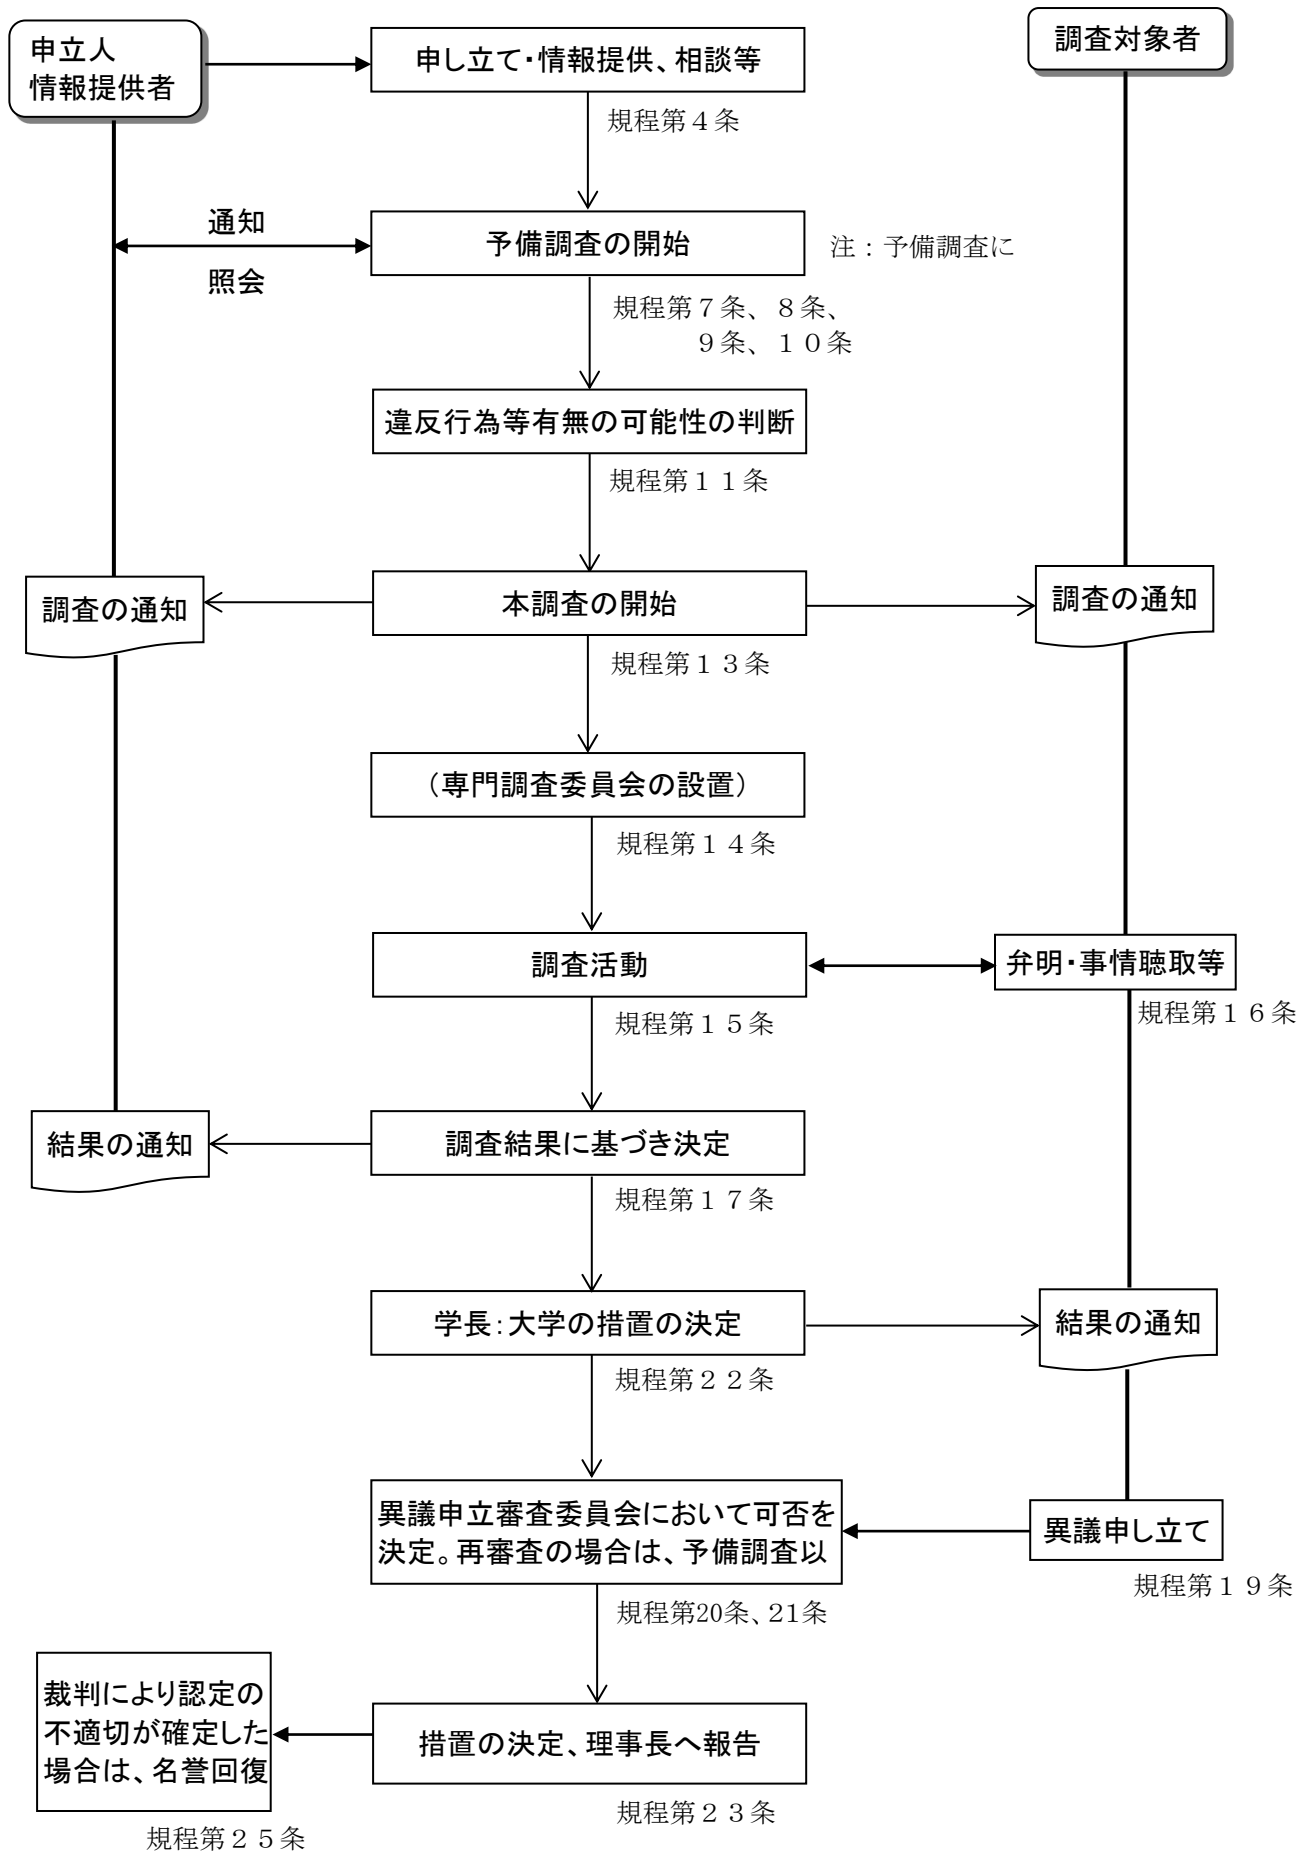 申立人
情報提供者
申し立て・情報提供、相談等
調査対象者
規程第４条
通知
照会
予備調査の開始
注：予備調査に
規程第７条、８条、
９条、１０条
違反行為等有無の可能性の判断
規程第１１条
調査の通知
本調査の開始
調査の通知
規程第１３条
（専門調査委員会の設置）
規程第１４条
調査活動
弁明・事情聴取等
規程第１６条
規程第１５条
結果の通知
調査結果に基づき決定
規程第１７条
学長：大学の措置の決定
結果の通知
規程第２２条
異議申立審査委員会において可否を
決定。再審査の場合は、予備調査以
異議申し立て
規程第１９条
規程第20条、21条
裁判により認定の
不適切が確定した
場合は、名誉回復
措置の決定、理事長へ報告
規程第２３条
規程第２５条